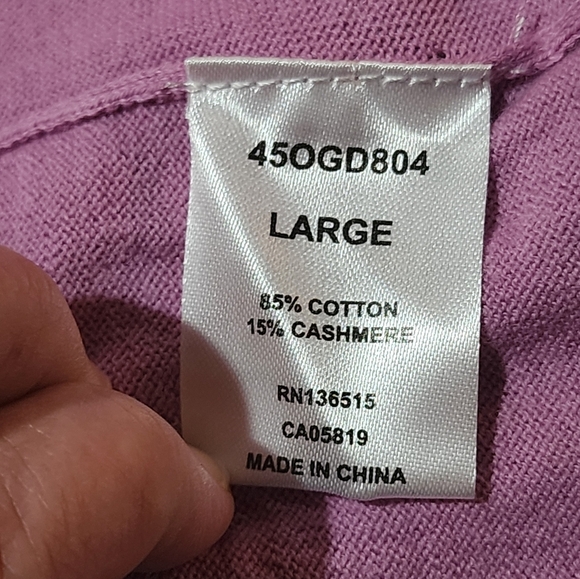 45OGD804
LARGE
85% COTTON
15% CASHMERE
RN136515
CA05819
MADE IN CHINA